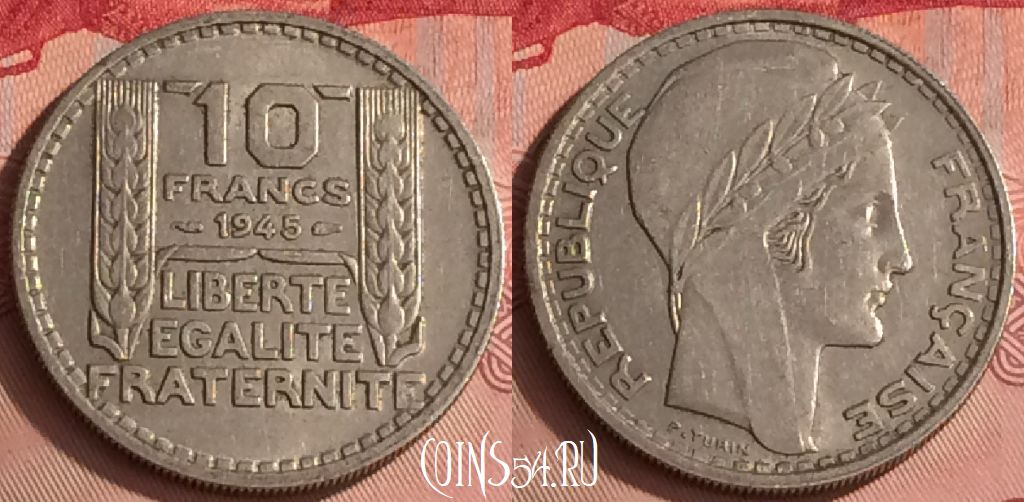 10
FRANCS
1945
LIBERTE
EGALITE
FRATERNITE
REPUBLIQUE FRANÇAISE
P. TURIN
COINS54.RU